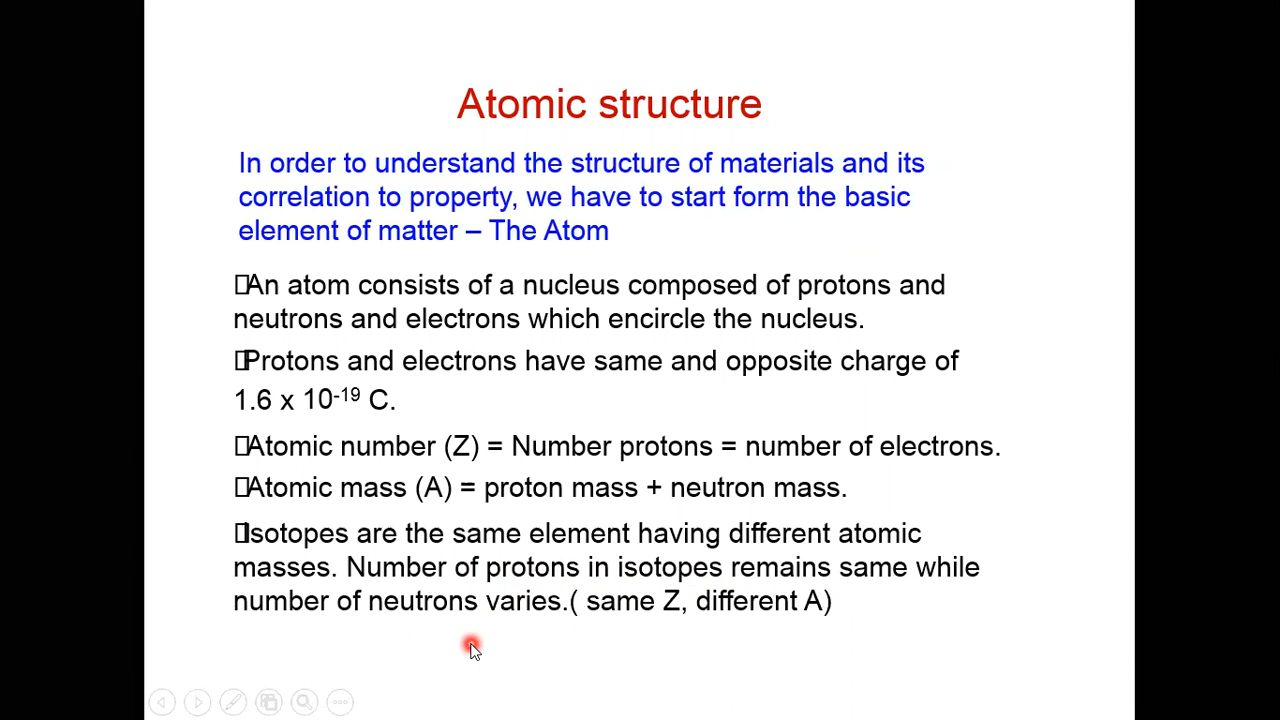 Atomic structure
In order to understand the structure of materials and its
correlation to property, we have to start form the basic
element of matter – The Atom
□An atom consists of a nucleus composed of protons and
neutrons and electrons which encircle the nucleus.
□Protons and electrons have same and opposite charge of
1.6 x 10⁻¹⁹ C.
□Atomic number (Z) = Number protons = number of electrons.
□Atomic mass (A) = proton mass + neutron mass.
□Isotopes are the same element having different atomic
masses. Number of protons in isotopes remains same while
number of neutrons varies.( same Z, different A)